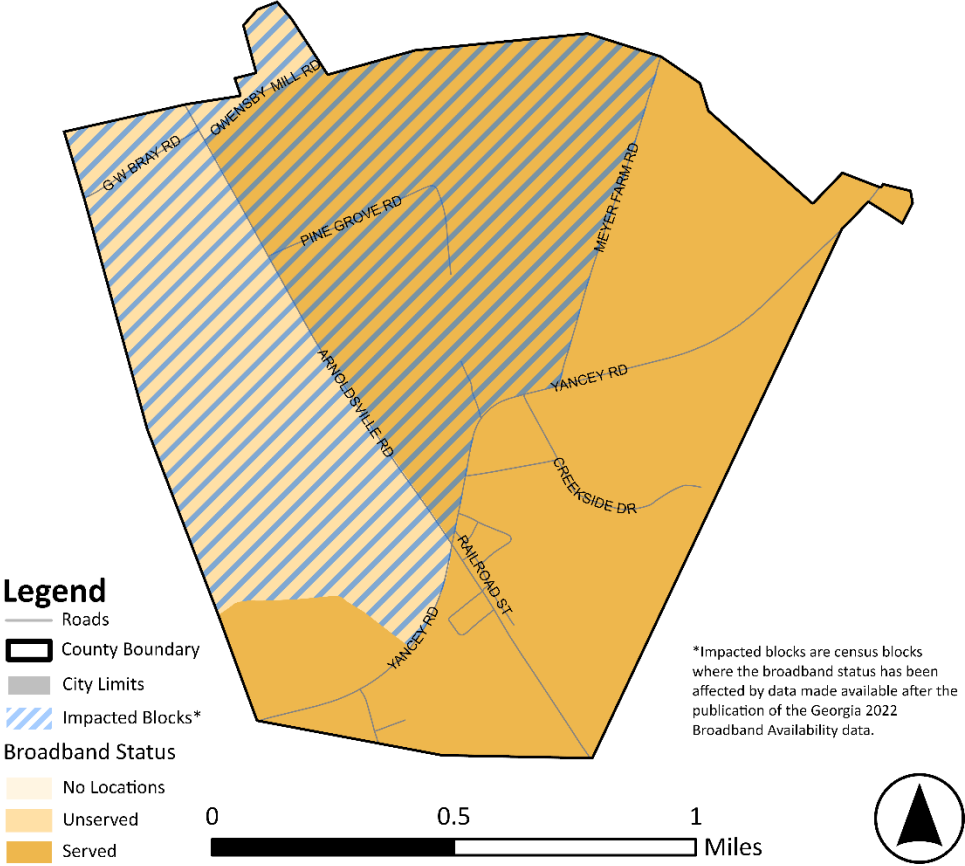 OWENSBY MILL RD
G W BRAY RD
PINE GROVE RD
MEYER FARM RD
ARNOLDSVILLE RD
YANCEY RD
CREEKSIDE DR
RAILROAD ST
YANCEY RD
Legend
Roads
County Boundary
City Limits
Impacted Blocks*
Broadband Status
No Locations
Unserved
Served
*Impacted blocks are census blocks
where the broadband status has been
affected by data made available after the
publication of the Georgia 2022
Broadband Availability data.
0 0.5 1
Miles